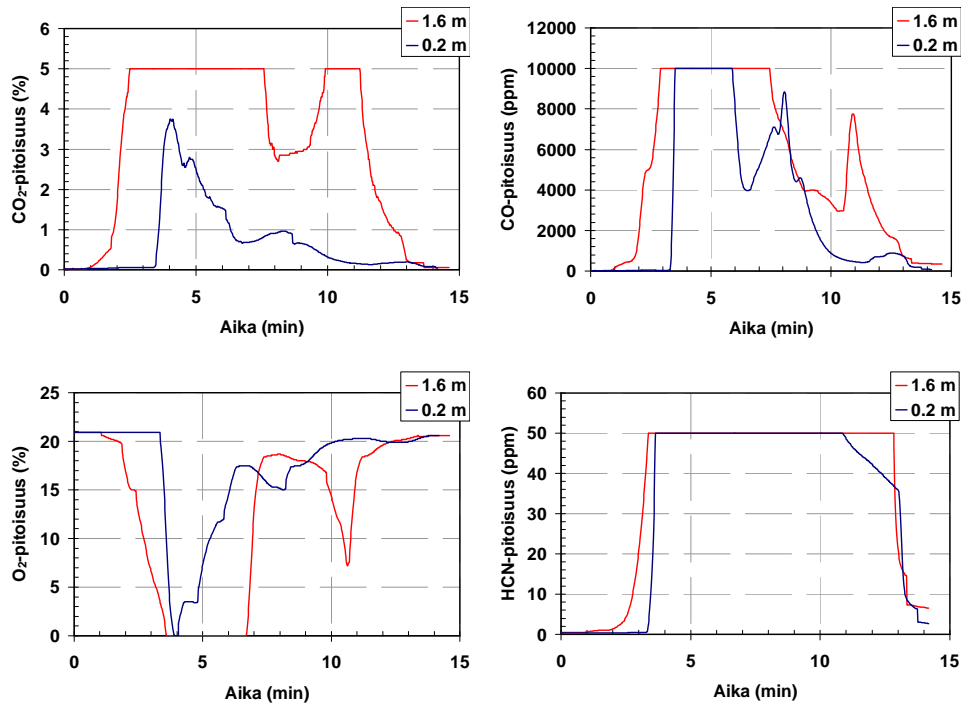 1.6 m
0.2 m
CO2-pitoisuus (%)
6
5
4
3
2
1
0
0
5
10
15
Aika (min)
1.6 m
0.2 m
CO-pitoisuus (ppm)
12000
10000
8000
6000
4000
2000
0
0
5
10
15
Aika (min)
1.6 m
0.2 m
O2-pitoisuus (%)
25
20
15
10
5
0
0
5
10
15
Aika (min)
1.6 m
0.2 m
HCN-pitoisuus (ppm)
60
50
40
30
20
10
0
0
5
10
15
Aika (min)